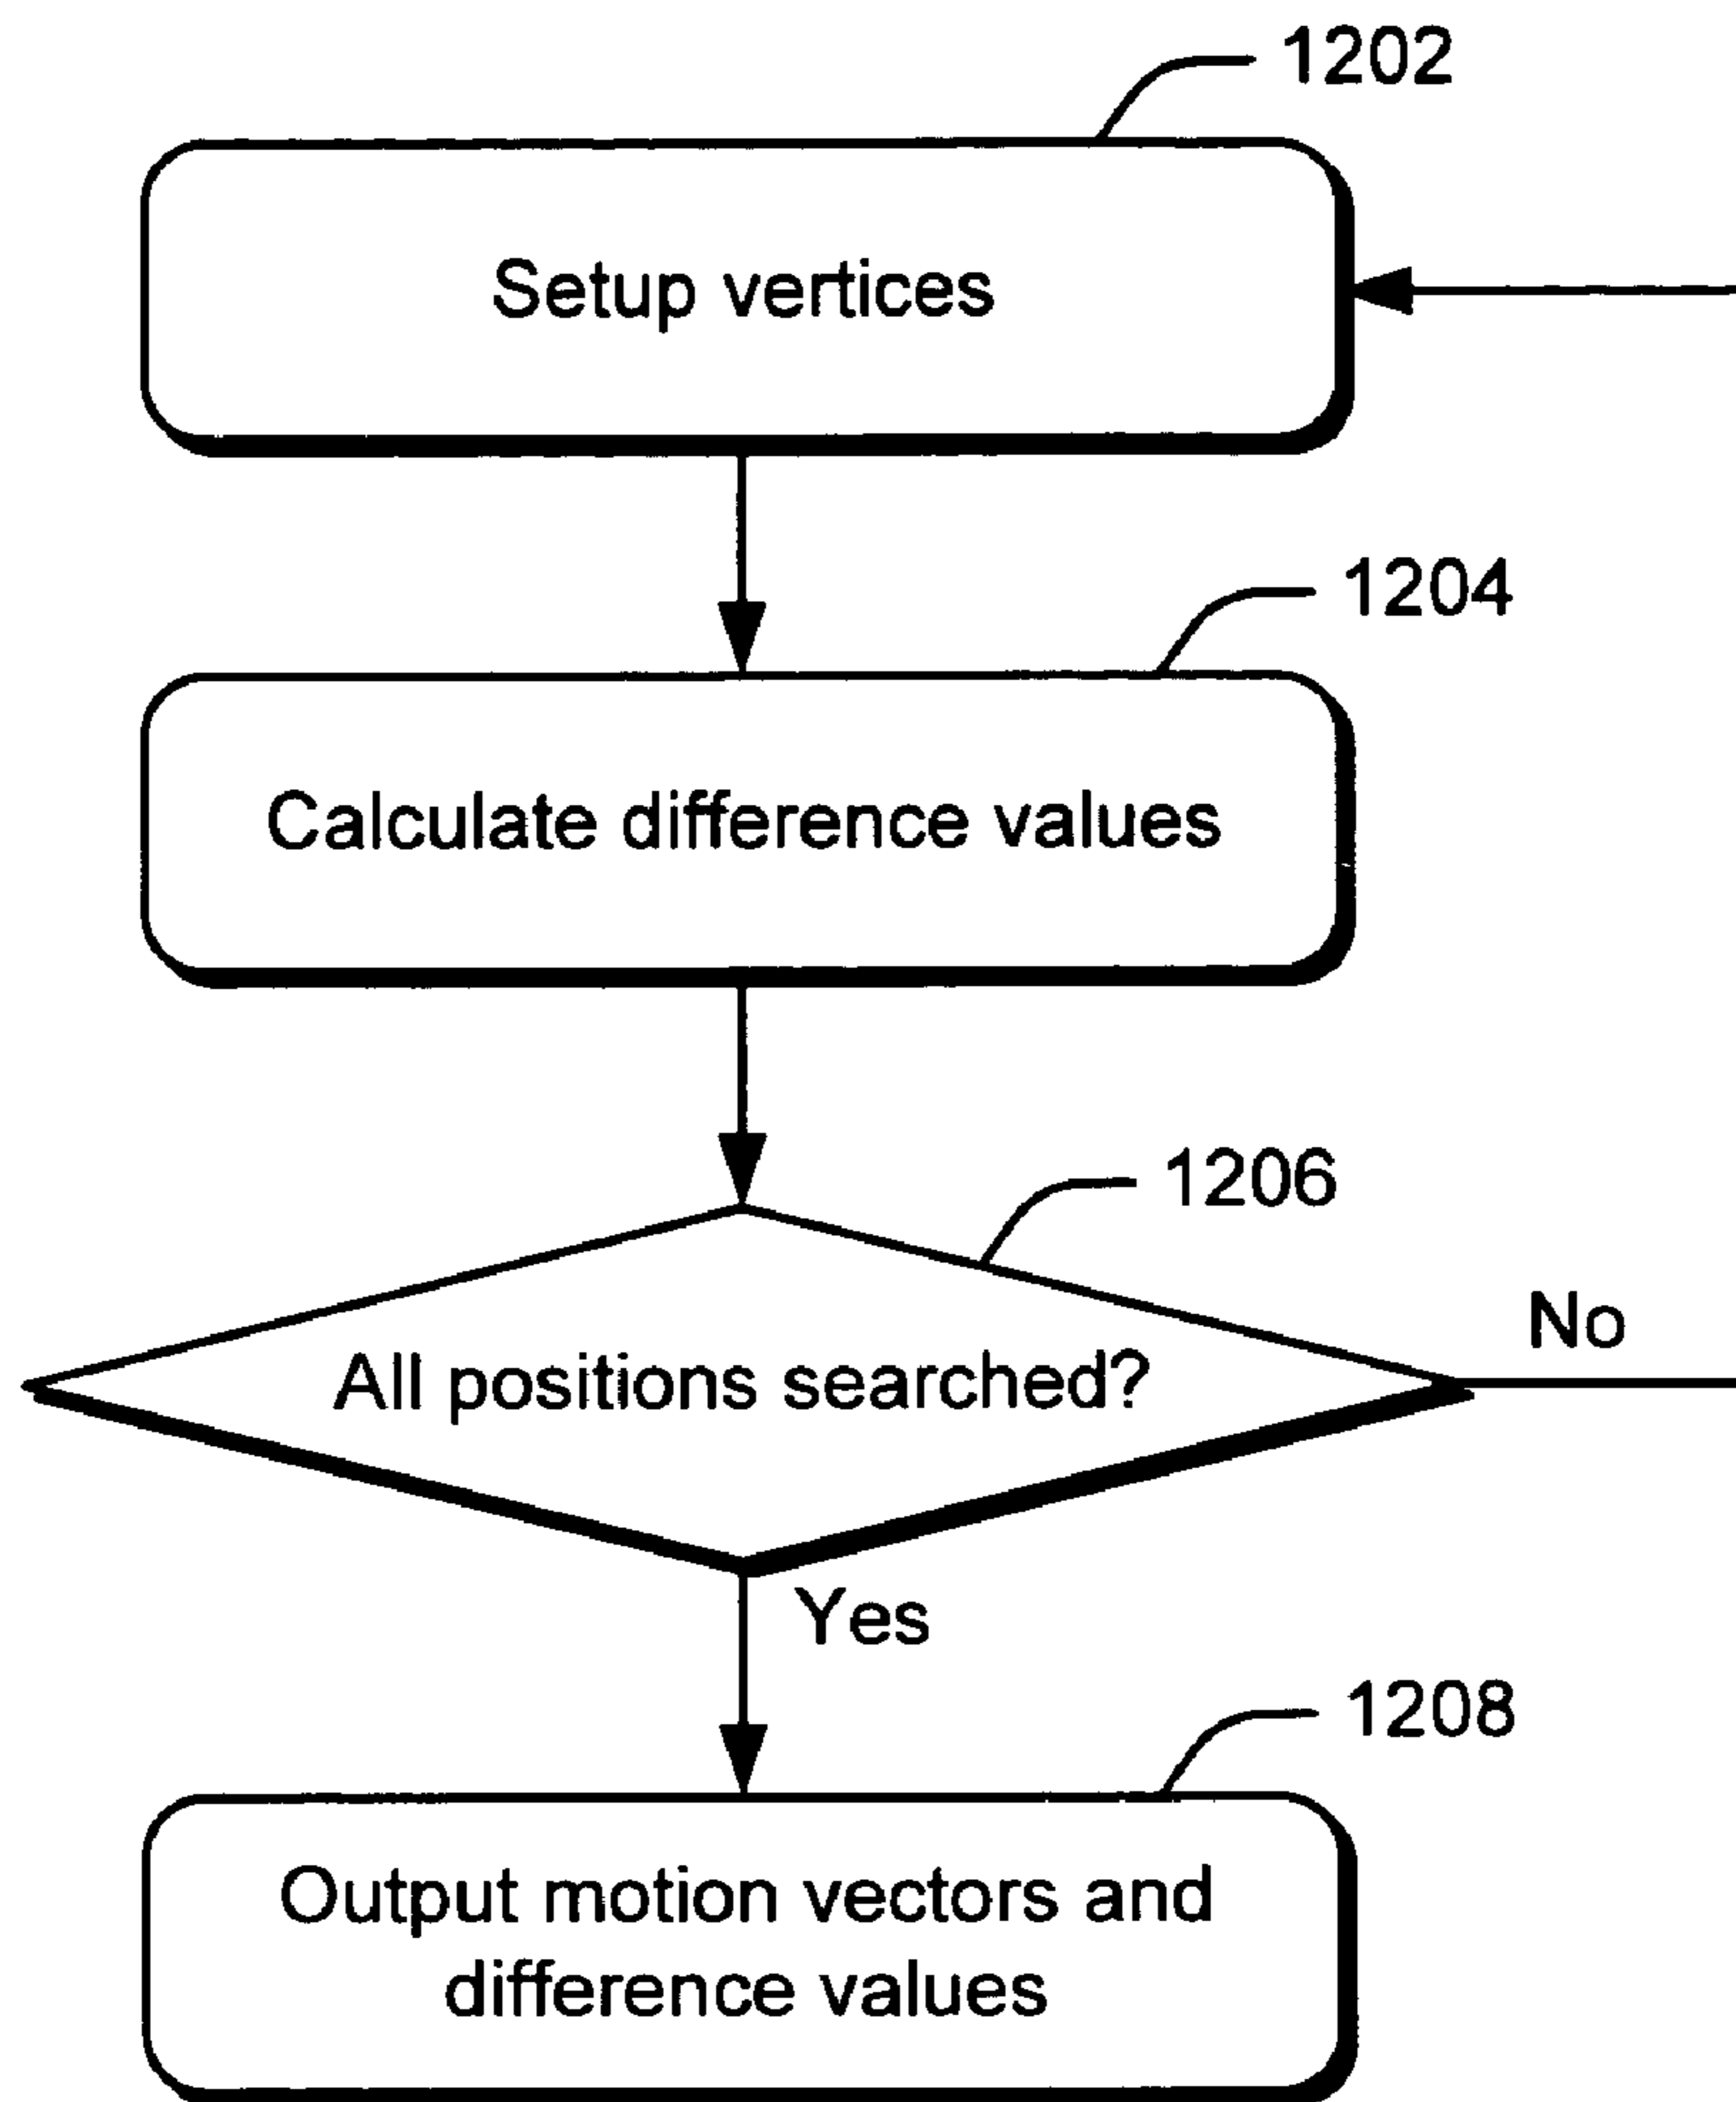 1202
Setup vertices
1204
Calculate difference values
1206
All positions searched?
No
Yes
1208
Output motion vectors and
difference values